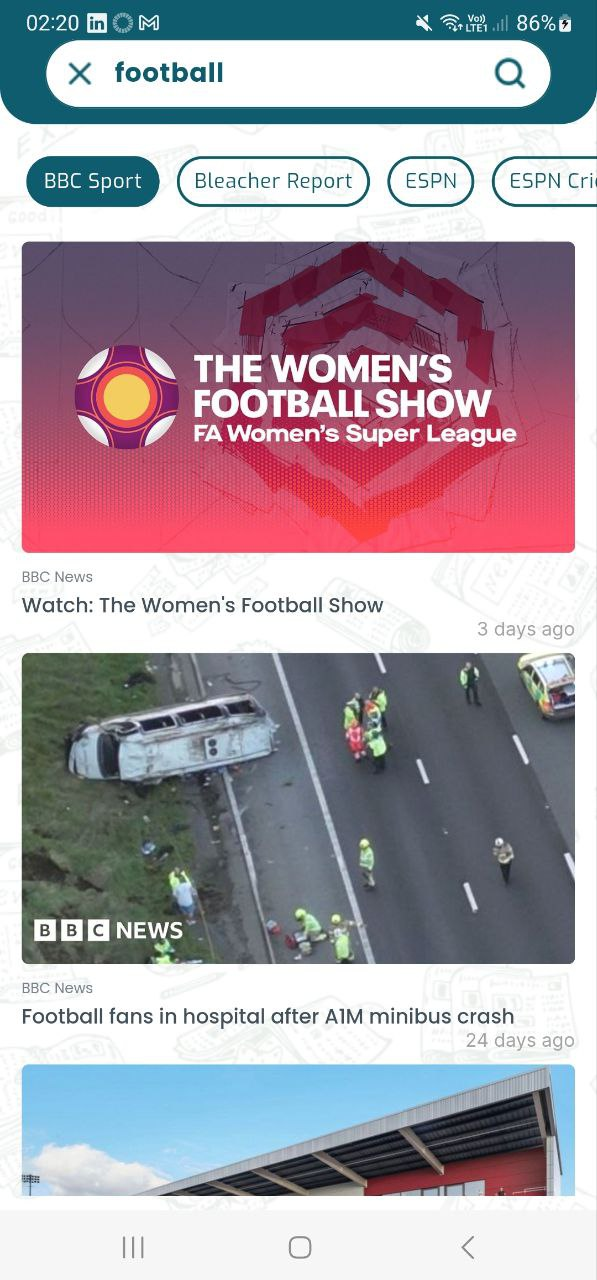 02:20
Vo)) LTE1 86%
football
BBC Sport Bleacher Report ESPN ESPN Cri
THE WOMEN'S
FOOTBALL SHOW
FA Women's Super League
BBC News
Watch: The Women's Football Show
3 days ago
BBC NEWS
BBC News
Football fans in hospital after A1M minibus crash
24 days ago